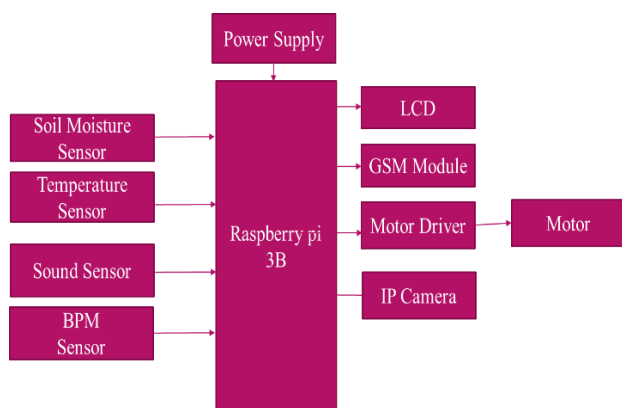 Power Supply
Soil Moisture
Sensor
Temperature
Sensor
Sound Sensor
BPM
Sensor
Raspberry pi
3B
LCD
GSM Module
Motor Driver
Motor
IP Camera